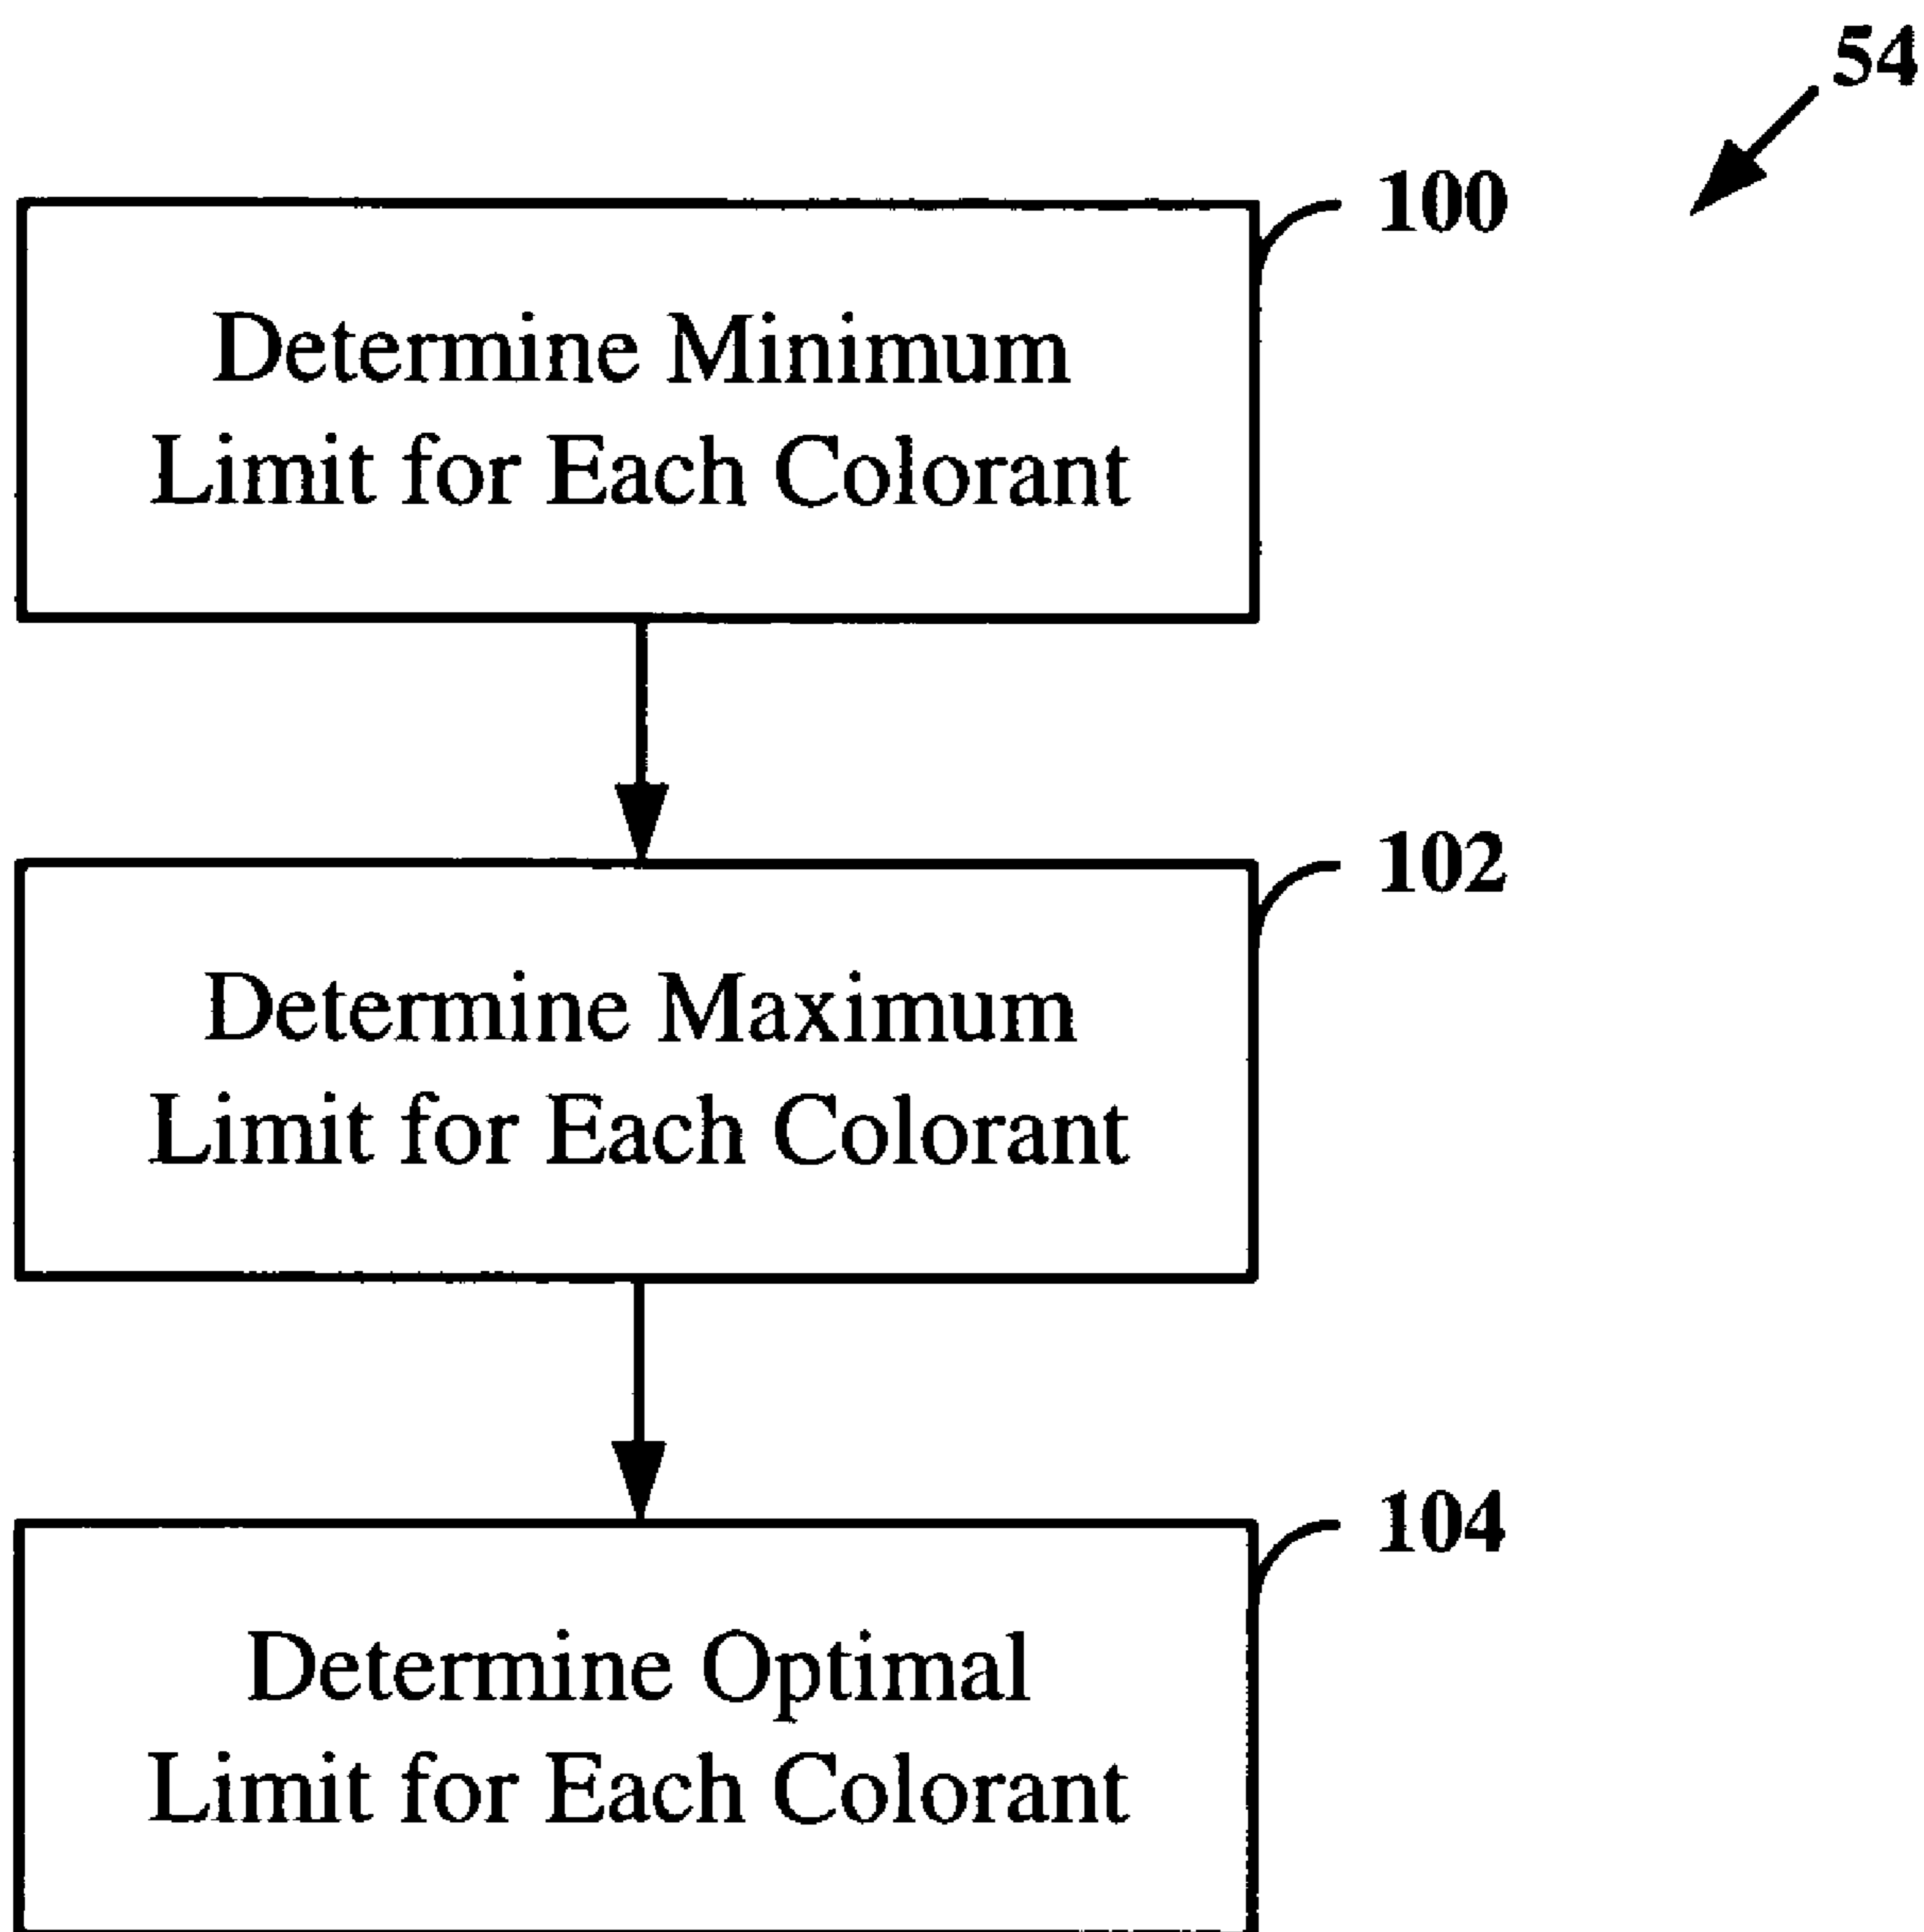 54
100
Determine Minimum
Limit for Each Colorant
102
Determine Maximum
Limit for Each Colorant
104
Determine Optimal
Limit for Each Colorant